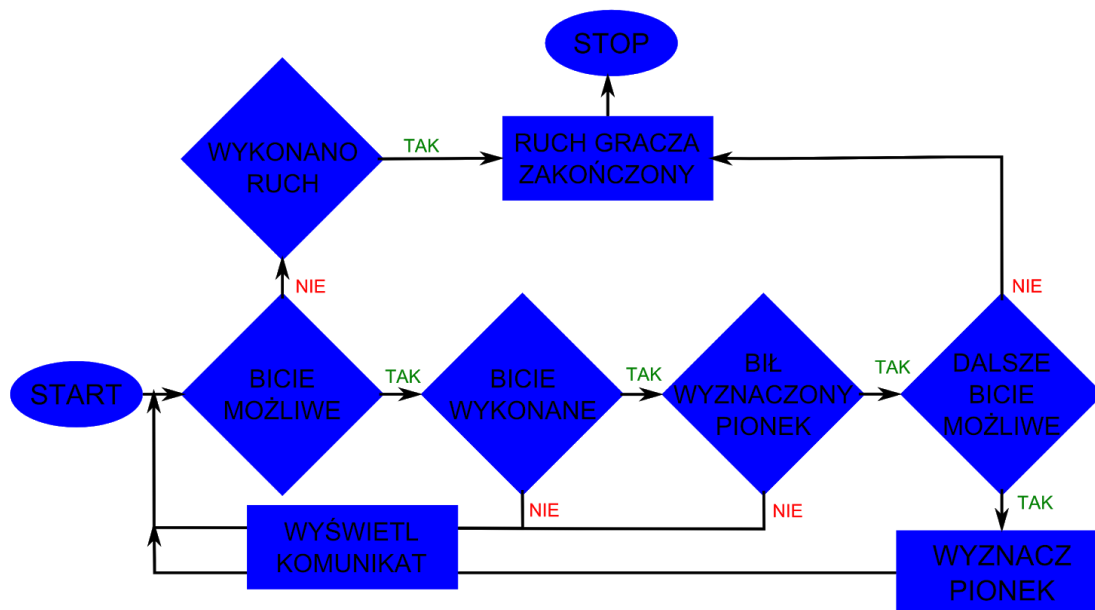 STOP
WYKONANO
RUCH
TAK
RUCH GRACZA
ZAKOŃCZONY
NIE
NIE
START
BICIE
MOŻLIWE
TAK
BICIE
WYKONANE
TAK
BIŁ
WYZNACZONY
PIONEK
TAK
DALSZE
BICIE
MOŻLIWE
NIE
NIE
TAK
WYŚWIETL
KOMUNIKAT
WYZNACZ
PIONEK